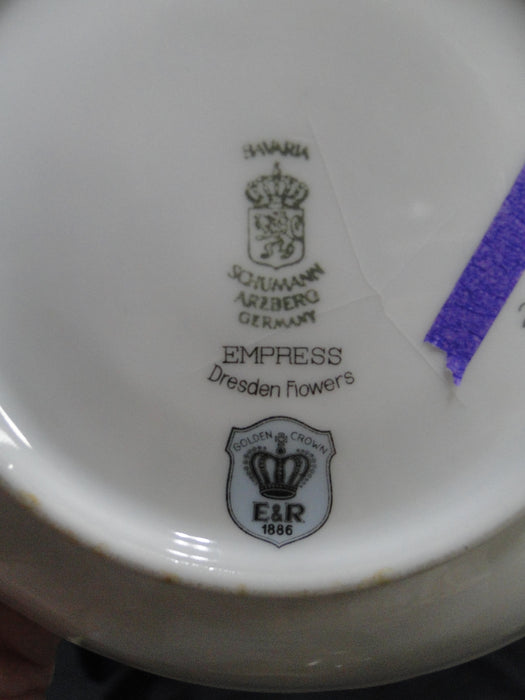 BAVARIA
SCHUMANN
ARZBERG
GERMANY
EMPRESS
Dresden Flowers
GOLDEN CROWN
E&R
1886